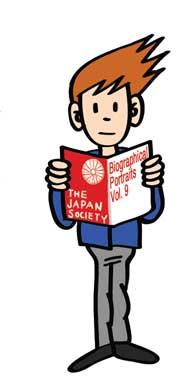 THE
JAPAN
SOCIETY
Biographical
Portraits
Vol. 9